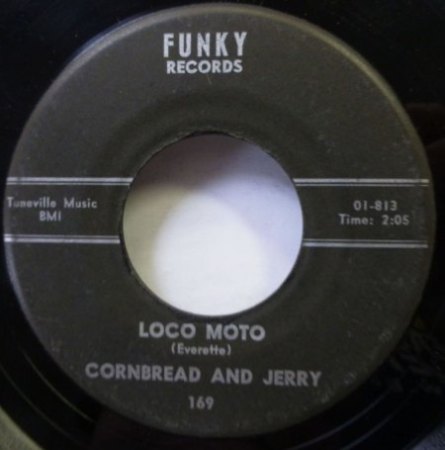 FUNKY
RECORDS
Tuneville Music
BMI
01-813
Time: 2:05
LOCO MOTO
(Everette)
CORNBREAD AND JERRY
169